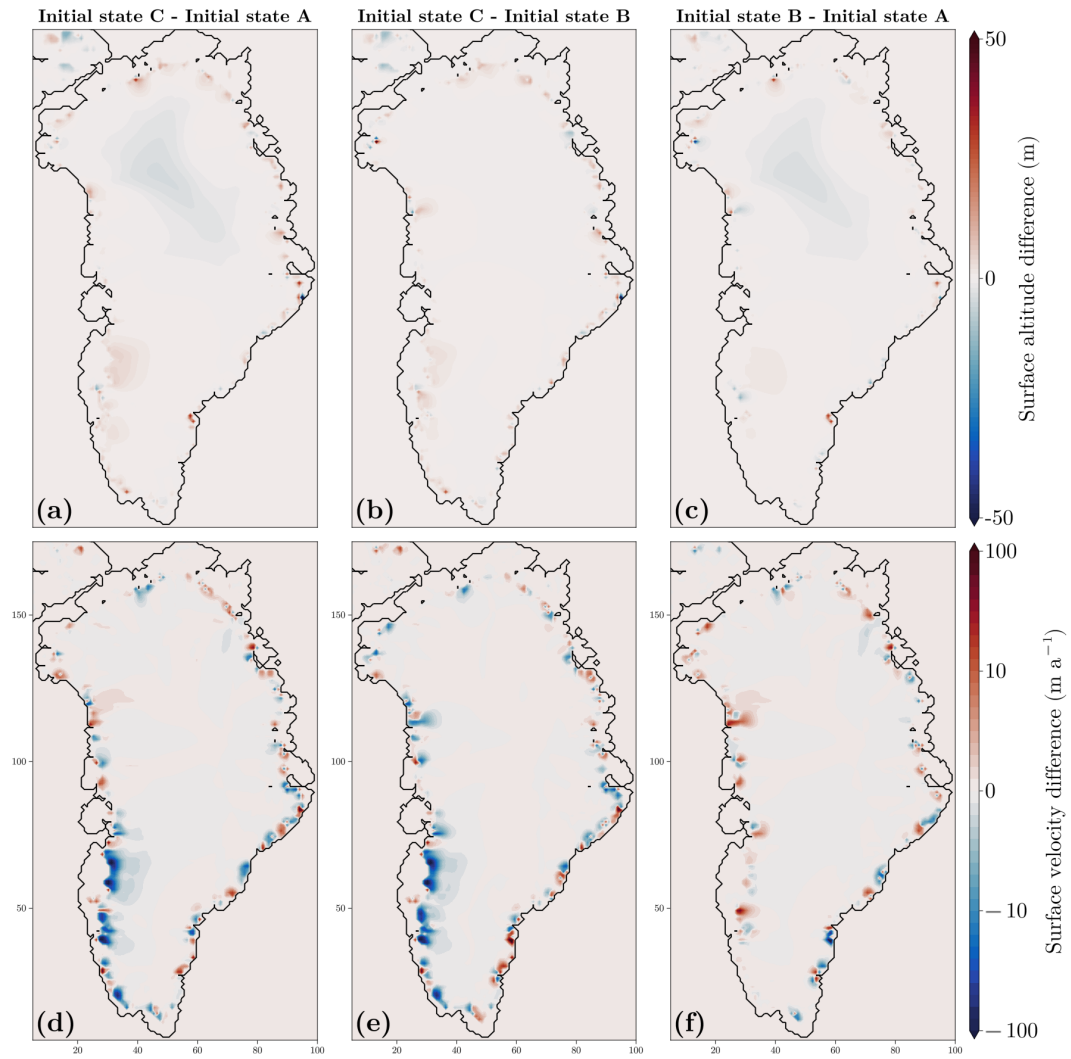 Initial state C - Initial state A
Initial state C - Initial state B
Initial state B - Initial state A
(a)
(b)
(c)
50
0
-50
Surface altitude difference (m)
150
100
50
(d)
20
40
60
80
100
150
100
50
(e)
20
40
60
80
100
150
100
50
(f)
20
40
60
80
100
100
10
0
−10
−100
Surface velocity difference (m a⁻¹)